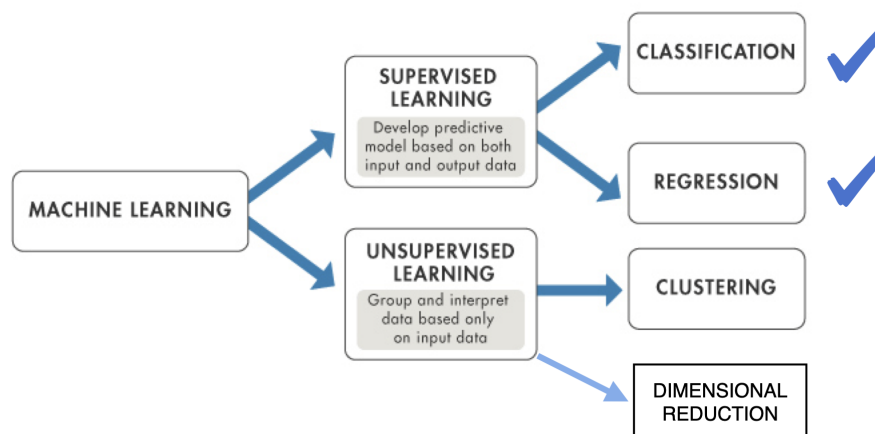 MACHINE LEARNING
SUPERVISED
LEARNING
Develop predictive
model based on both
input and output data
UNSUPERVISED
LEARNING
Group and interpret
data based only
on input data
CLASSIFICATION
REGRESSION
CLUSTERING
DIMENSIONAL
REDUCTION